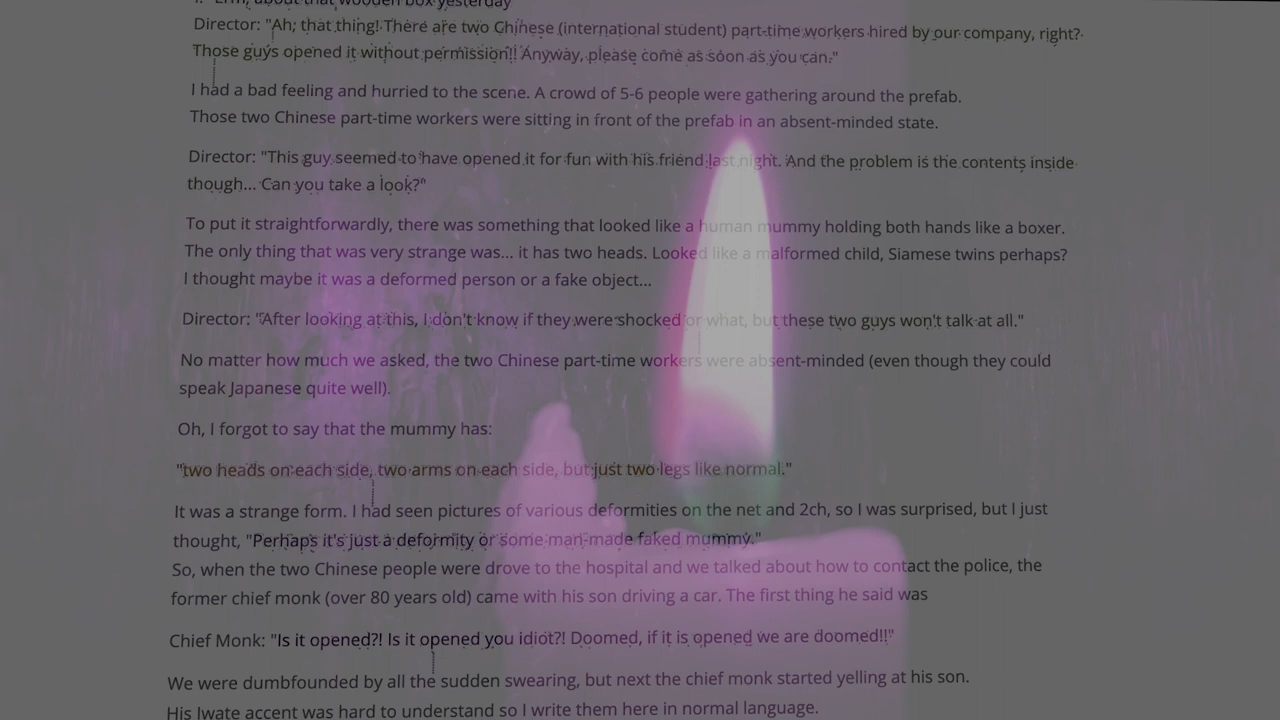 I: "Erm, about that wooden box yesterday"
Director: "Ah; that thing! There are two Chinese (international student) part-time workers hired by our company, right?
Those guys opened it without permission!! Anyway, please come as soon as you can."
I had a bad feeling and hurried to the scene. A crowd of 5-6 people were gathering around the prefab.
Those two Chinese part-time workers were sitting in front of the prefab in an absent-minded state.
Director: "This guy seemed to have opened it for fun with his friend last night. And the problem is the contents inside
though... Can you take a look?"
To put it straightforwardly, there was something that looked like a human mummy holding both hands like a boxer.
The only thing that was very strange was... it has two heads. Looked like a malformed child, Siamese twins perhaps?
I thought maybe it was a deformed person or a fake object...
Director: "After looking at this, I don't know if they were shocked or what, but these two guys won't talk at all."
No matter how much we asked, the two Chinese part-time workers were absent-minded (even though they could
speak Japanese quite well).
Oh, I forgot to say that the mummy has:
"two heads on each side, two arms on each side, but just two legs like normal."
It was a strange form. I had seen pictures of various deformities on the net and 2ch, so I was surprised, but I just
thought, "Perhaps it's just a deformity or some man-made faked mummy."
So, when the two Chinese people were drove to the hospital and we talked about how to contact the police, the
former chief monk (over 80 years old) came with his son driving a car. The first thing he said was
Chief Monk: "Is it opened?! Is it opened you idiot?! Doomed, if it is opened we are doomed!!"
We were dumbfounded by all the sudden swearing, but next the chief monk started yelling at his son.
His Iwate accent was hard to understand so I write them here in normal language.